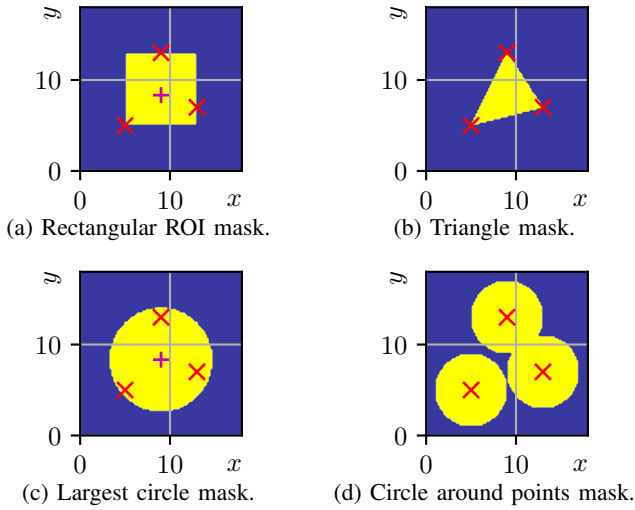 y
10
0
0 10 x
(a) Rectangular ROI mask.
y
10
0
0 10 x
(b) Triangle mask.
y
10
0
0 10 x
(c) Largest circle mask.
y
10
0
0 10 x
(d) Circle around points mask.